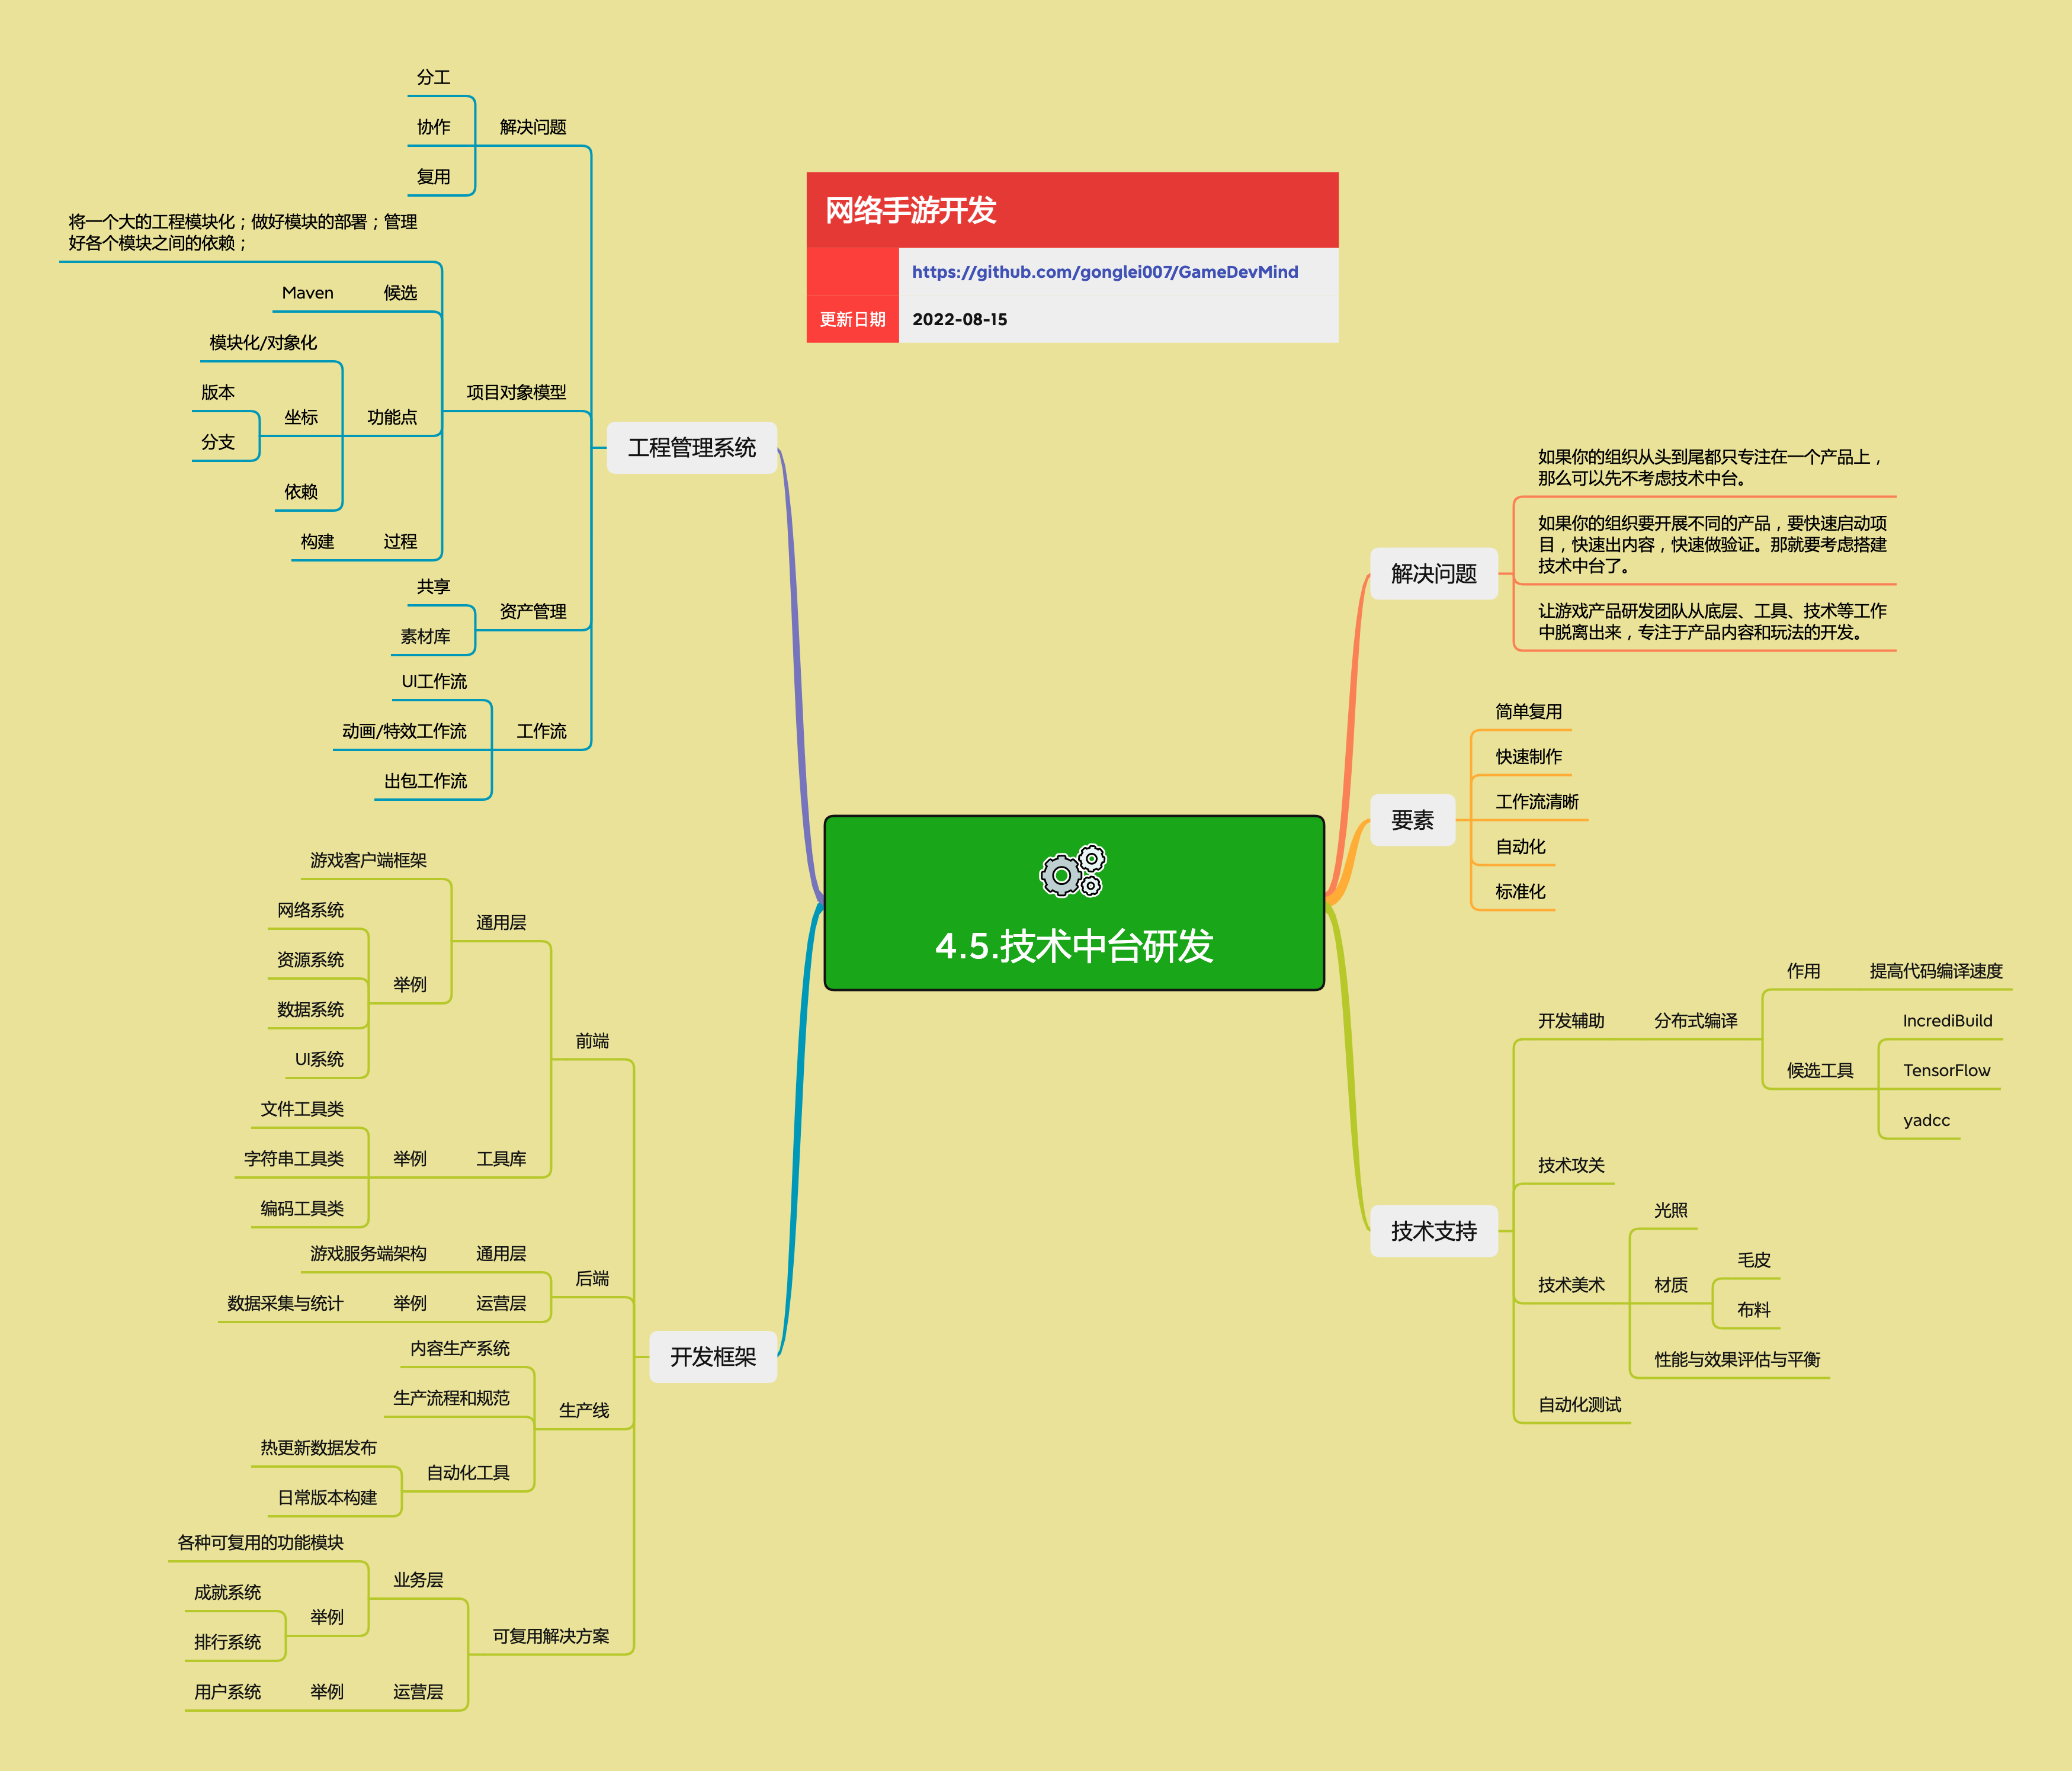 网络手游开发
https://github.com/gonglei007/GameDevMind
更新日期
2022-08-15
4.5.技术中台研发
解决问题
如果你的组织从头到尾都只专注在一个产品上，
那么可以先不考虑技术中台。
如果你的组织要开展不同的产品，要快速启动项
目，快速出内容，快速做验证。那就要考虑搭建
技术中台了。
让游戏产品研发团队从底层、工具、技术等工作
中脱离出来，专注于产品内容和玩法的开发。
要素
简单复用
快速制作
工作流清晰
自动化
标准化
技术支持
开发辅助
分布式编译
作用
提高代码编译速度
候选工具
IncrediBuild
TensorFlow
yadcc
技术攻关
技术美术
光照
材质
毛皮
布料
性能与效果评估与平衡
自动化测试
工程管理系统
解决问题
分工
协作
复用
项目对象模型
将一个大的工程模块化；做好模块的部署；管理
好各个模块之间的依赖；
候选
Maven
功能点
模块化/对象化
坐标
版本
分支
依赖
过程
构建
资产管理
共享
素材库
工作流
UI工作流
动画/特效工作流
出包工作流
开发框架
前端
通用层
游戏客户端框架
举例
网络系统
资源系统
数据系统
UI系统
工具库
举例
文件工具类
字符串工具类
编码工具类
后端
通用层
游戏服务端架构
运营层
举例
数据采集与统计
生产线
内容生产系统
生产流程和规范
自动化工具
热更新数据发布
日常版本构建
可复用解决方案
业务层
各种可复用的功能模块
举例
成就系统
排行系统
运营层
举例
用户系统